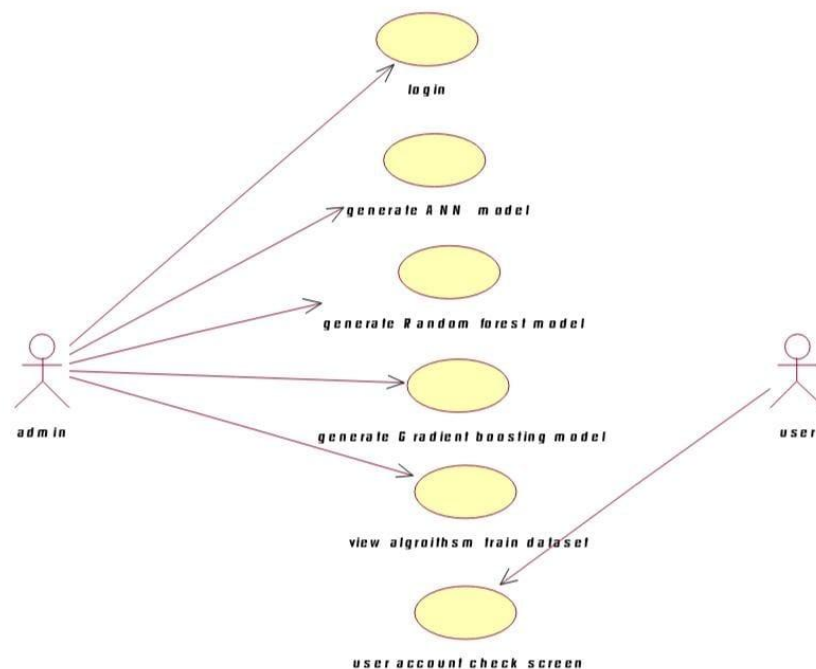 login
generate ANN model
generate Random forest model
admin
user
generate Gradient boosting model
view algroithsm train dataset
user account check screen